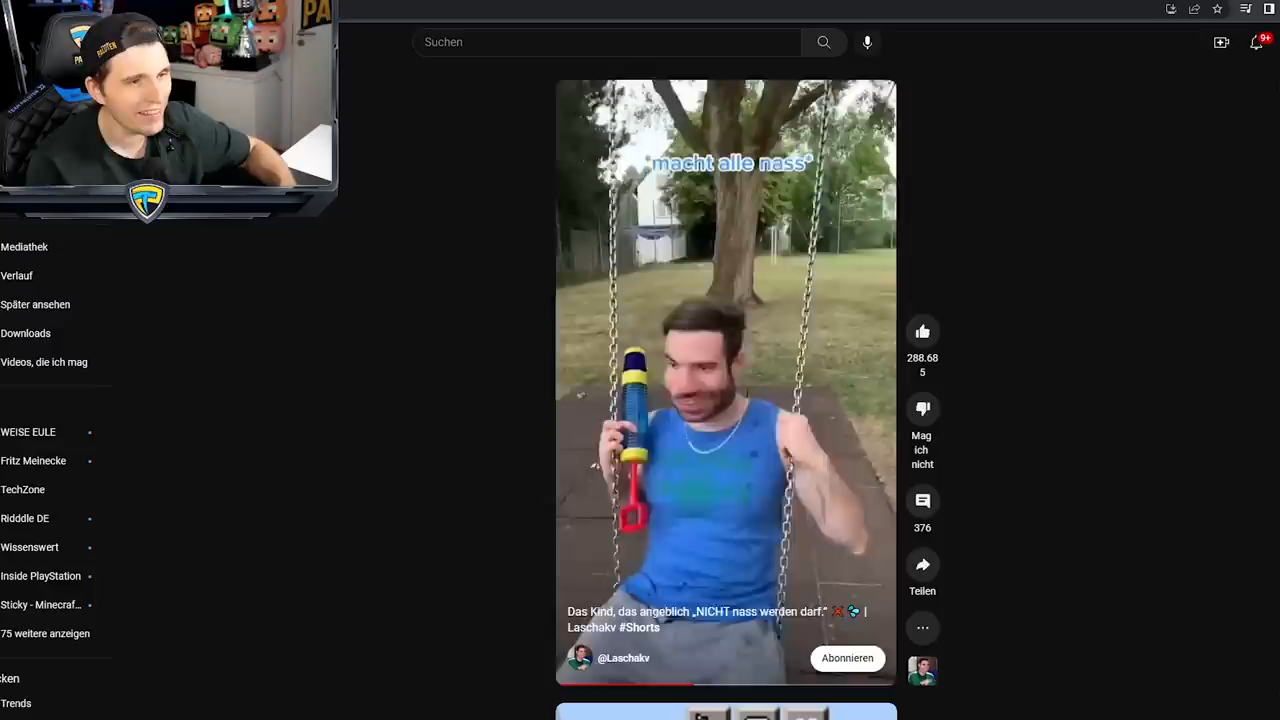 PA
Suchen
9+
*macht alle nass*
Mediathek
Verlauf
Später ansehen
Downloads
Videos, die ich mag
WEISE EULE
Fritz Meinecke
TechZone
Ridddle DE
Wissenswert
Inside PlayStation
Sticky - Minecraf...
75 weitere anzeigen
cken
Trends
288.68
5
Mag
ich
nicht
376
Teilen
Das Kind, das angeblich „NICHT nass werden darf.“ |
Laschakv #Shorts
@Laschakv
Abonnieren